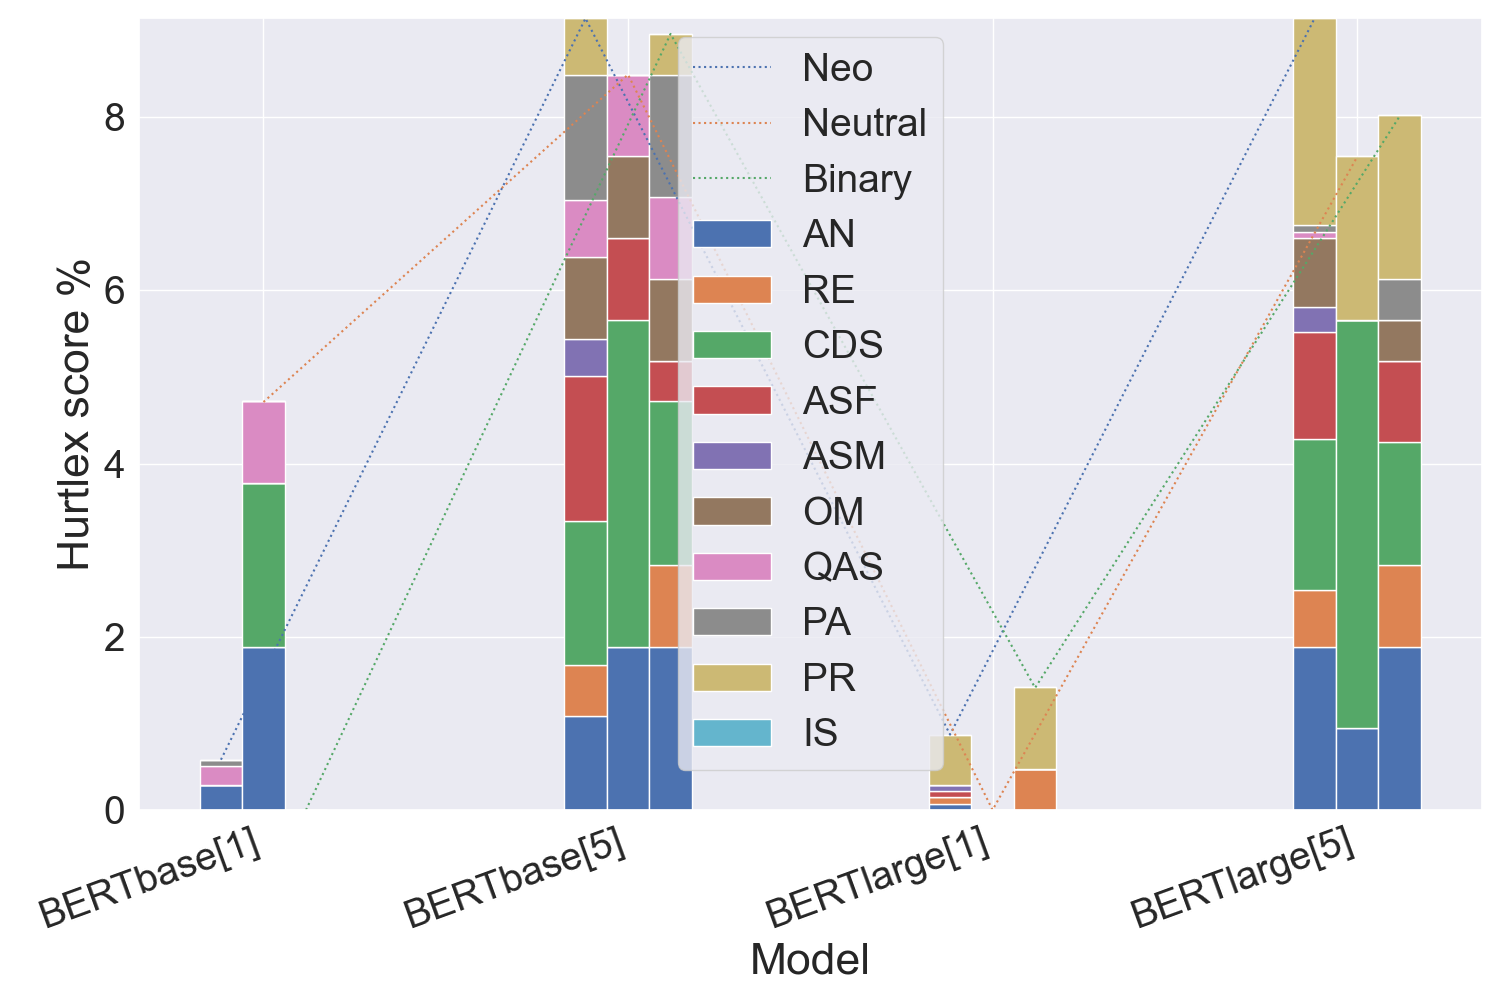 Hurtlex score %
8
6
4
2
0
Neo
Neutral
Binary
AN
RE
CDS
ASF
ASM
OM
QAS
PA
PR
IS
BERTbase[1]
BERTbase[5]
BERTlarge[1]
BERTlarge[5]
Model